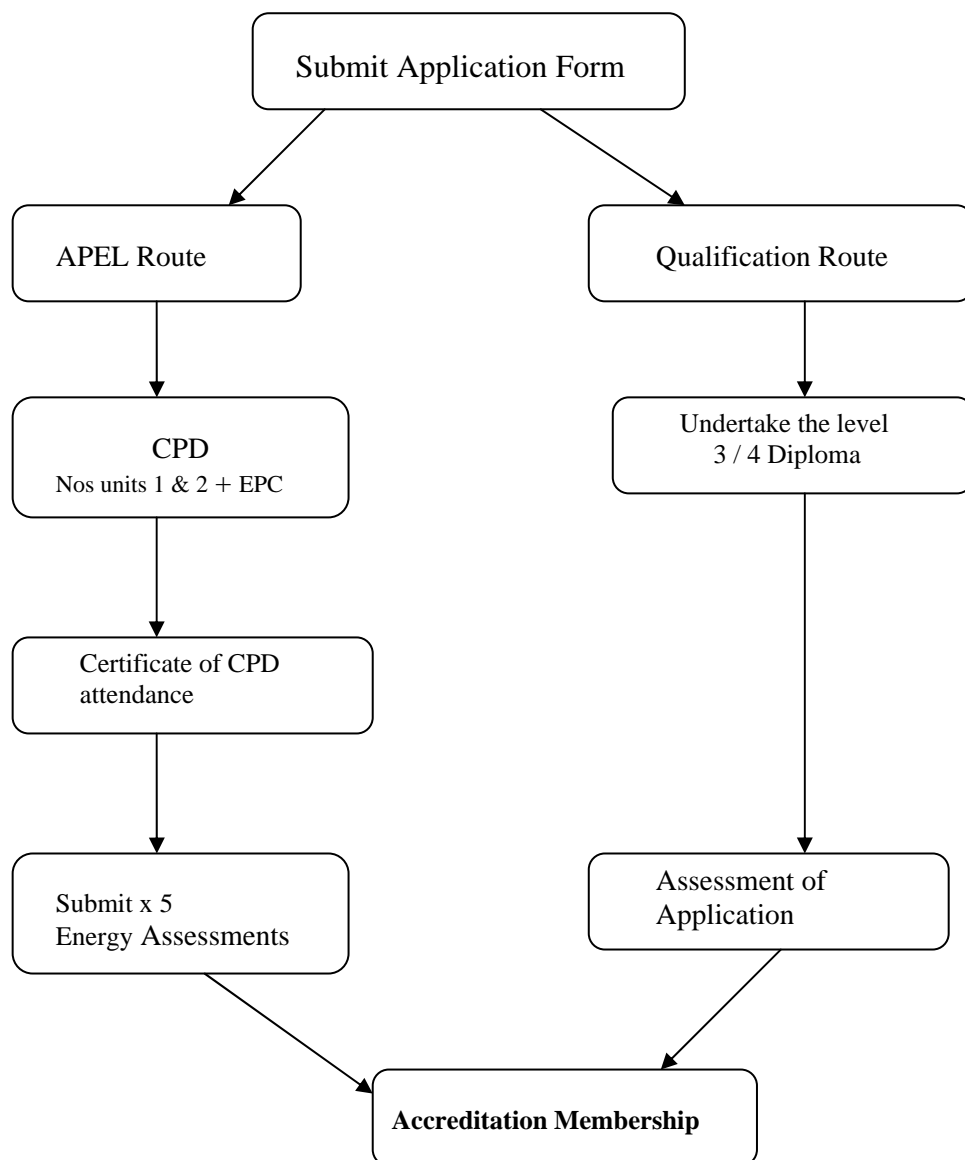 Submit Application Form
APEL Route
Qualification Route
CPD
Nos units 1 & 2 + EPC
Undertake the level
3 / 4 Diploma
Certificate of CPD
attendance
Submit x 5
Energy Assessments
Assessment of
Application
Accreditation Membership